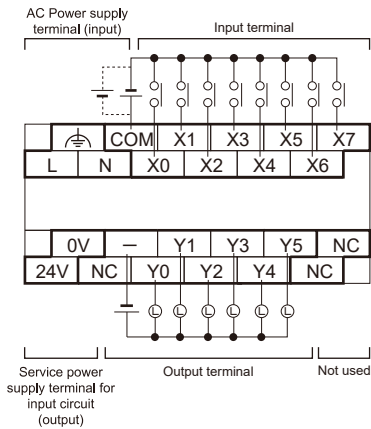 AC Power supply
terminal (input)
Input terminal
COM X1 X3 X5 X7
L N X0 X2 X4 X6
0V — Y1 Y3 Y5 NC
24V NC Y0 Y2 Y4 NC
L L L L L L
Service power
supply terminal for
input circuit
(output)
Output terminal
Not used